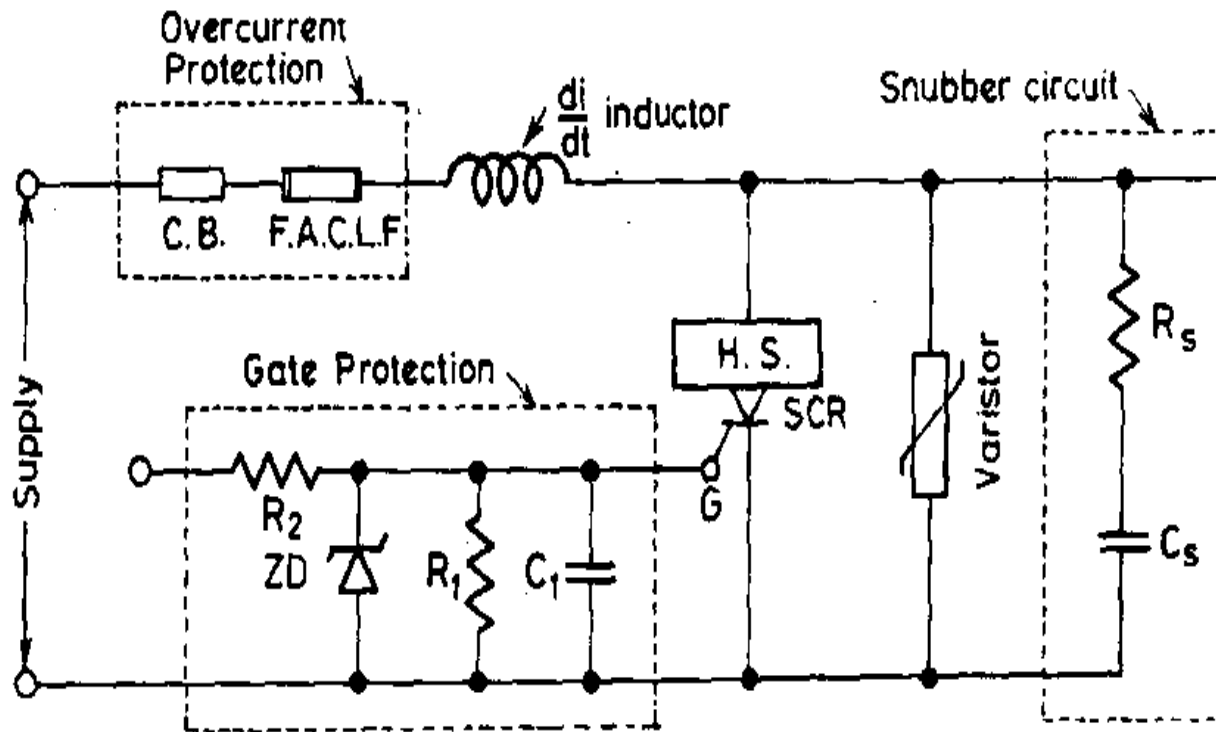 Overcurrent
Protection
di
dt
inductor
Snubber circuit
C.B.
F.A.C.L.F
Supply
H. S.
SCR
Gate Protection
G
R2
ZD
R1
C1
Varistor
Rs
Cs